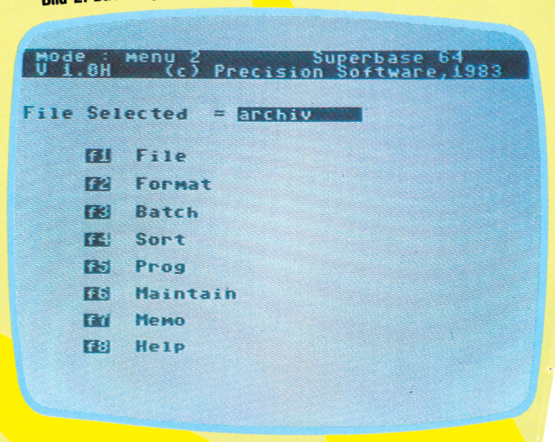 Mode : menu 2 Superbase 64
V 1.0H (c) Precision Software,1983
File Selected = archiv
f1 File
f2 Format
f3 Batch
f4 Sort
f5 Prog
f6 Maintain
f7 Memo
f8 Help